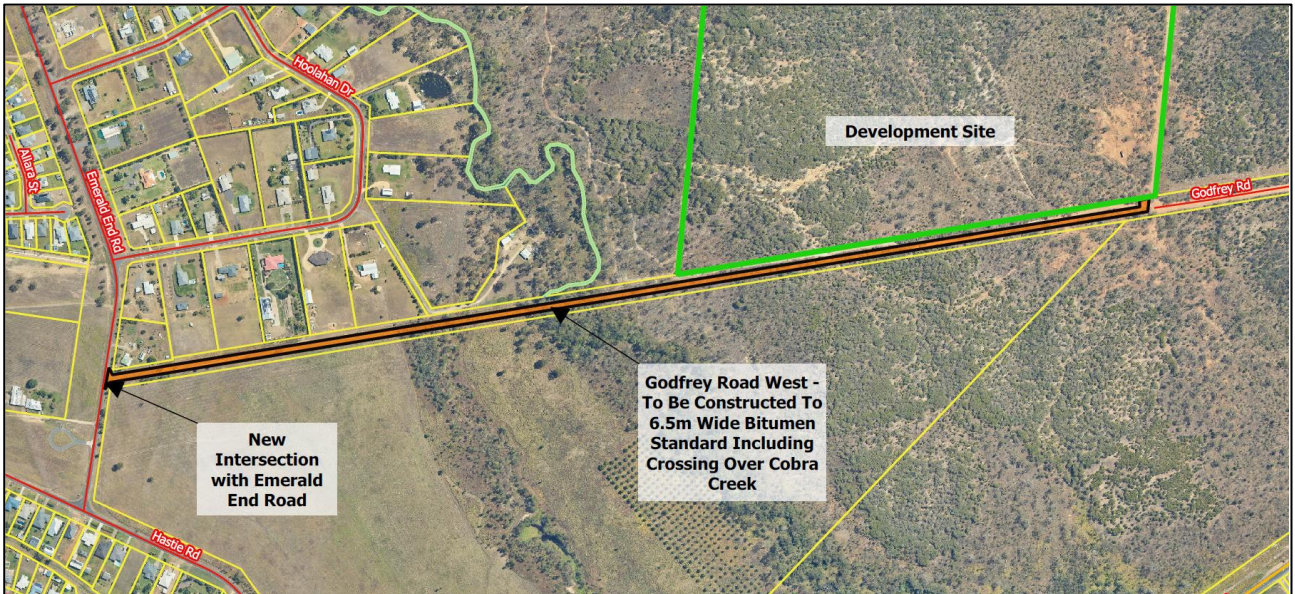 Hoolahan Dr
Development Site
Allara St
Emerald End Rd
Godfrey Rd
New
Intersection
with Emerald
End Road
Godfrey Road West -
To Be Constructed To
6.5m Wide Bitumen
Standard Including
Crossing Over Cobra
Creek
Hastie Rd